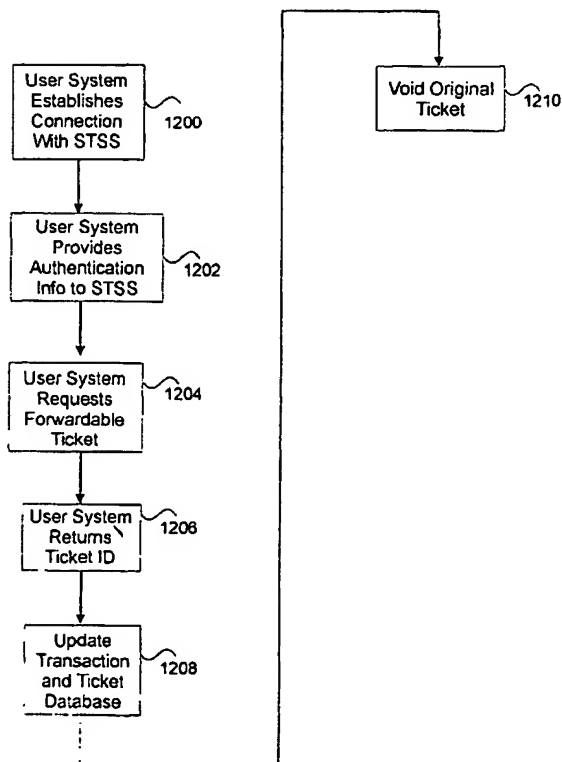 User System
Establishes
Connection
With STSS
1200
User System
Provides
Authentication
Info to STSS
1202
User System
Requests
Forwardable
Ticket
1204
User System
Returns
Ticket ID
1206
Update
Transaction
and Ticket
Database
1208
Void Original
Ticket
1210